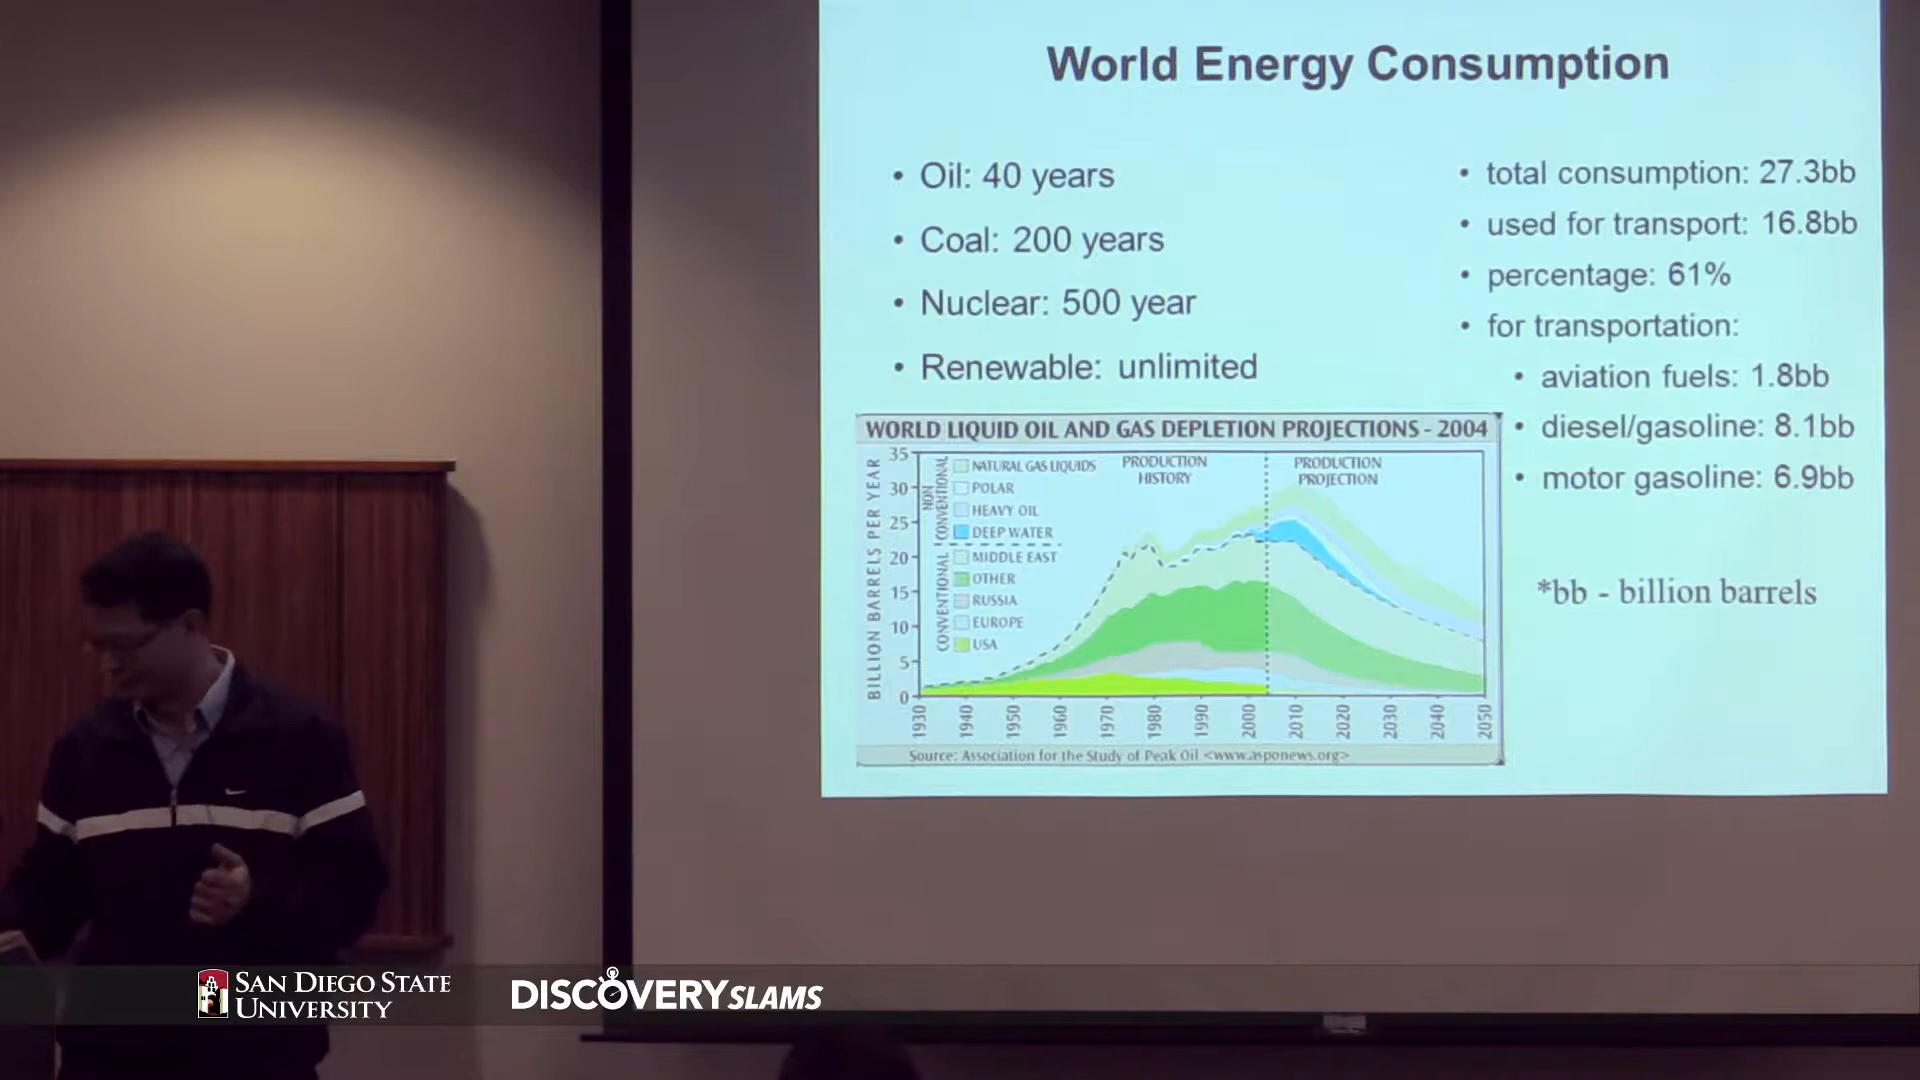 World Energy Consumption
• Oil: 40 years
• Coal: 200 years
• Nuclear: 500 year
• Renewable: unlimited
• total consumption: 27.3bb
• used for transport: 16.8bb
• percentage: 61%
• for transportation:
• aviation fuels: 1.8bb
• diesel/gasoline: 8.1bb
• motor gasoline: 6.9bb
*bb - billion barrels
WORLD LIQUID OIL AND GAS DEPLETION PROJECTIONS - 2004
BILLION BARRELS PER YEAR
35
30
25
20
15
10
5
0
NON
CONVENTIONAL
NATURAL GAS LIQUIDS
POLAR
HEAVY OIL
DEEP WATER
CONVENTIONAL
MIDDLE EAST
OTHER
RUSSIA
EUROPE
USA
PRODUCTION
HISTORY
PRODUCTION
PROJECTION
1930 1940 1950 1960 1970 1980 1990 2000 2010 2020 2030 2040 2050
Source: Association for the Study of Peak Oil <www.asponews.org>
SAN DIEGO STATE
UNIVERSITY
DISCOVERY SLAMS